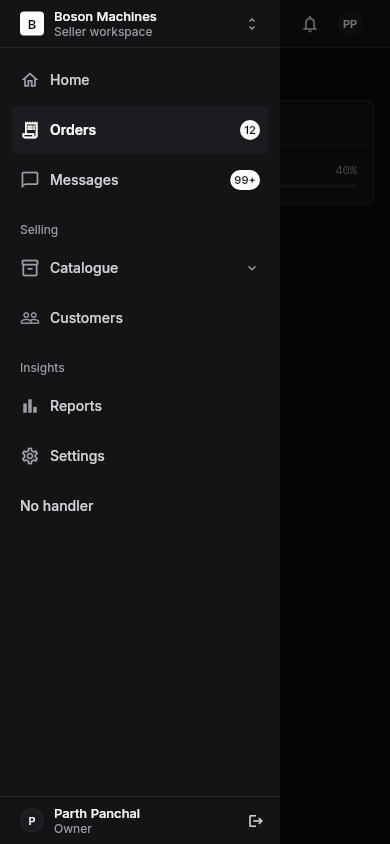 B
Boson Machines
Seller workspace
PP
Home
Orders
12
40%
Messages
99+
Selling
Catalogue
Customers
Insights
Reports
Settings
No handler
P
Parth Panchal
Owner